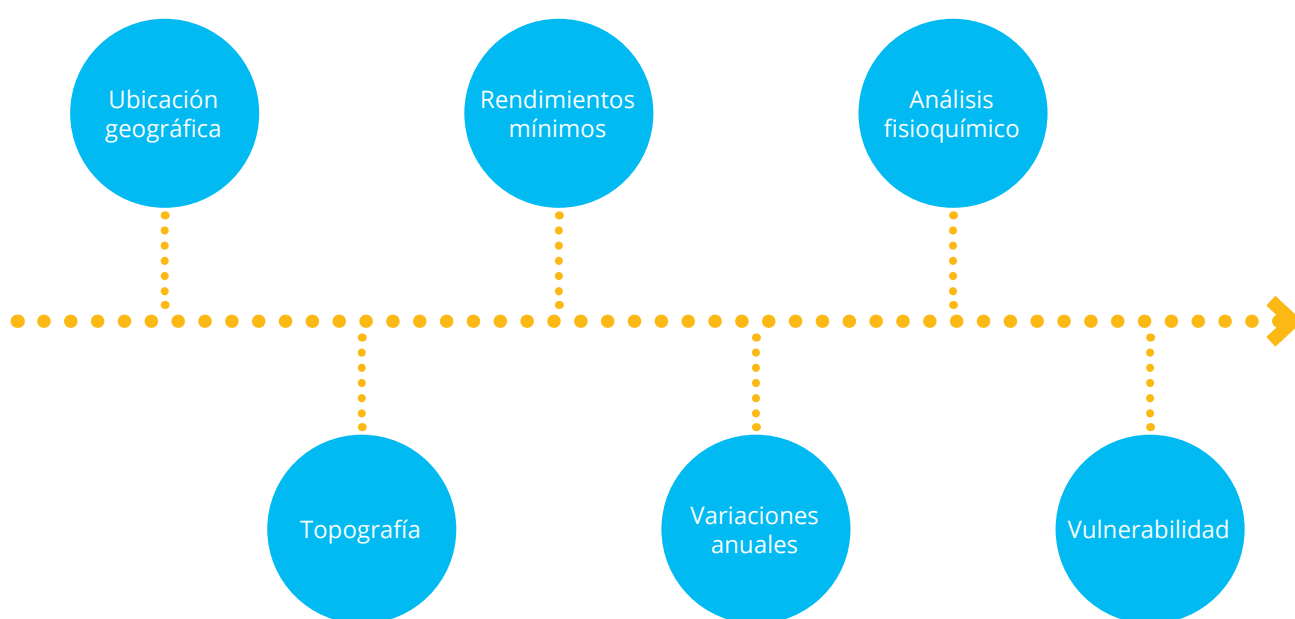 Ubicación
geográfica
Rendimientos
mínimos
Análisis
fisioquímico
Topografía
Variaciones
anuales
Vulnerabilidad